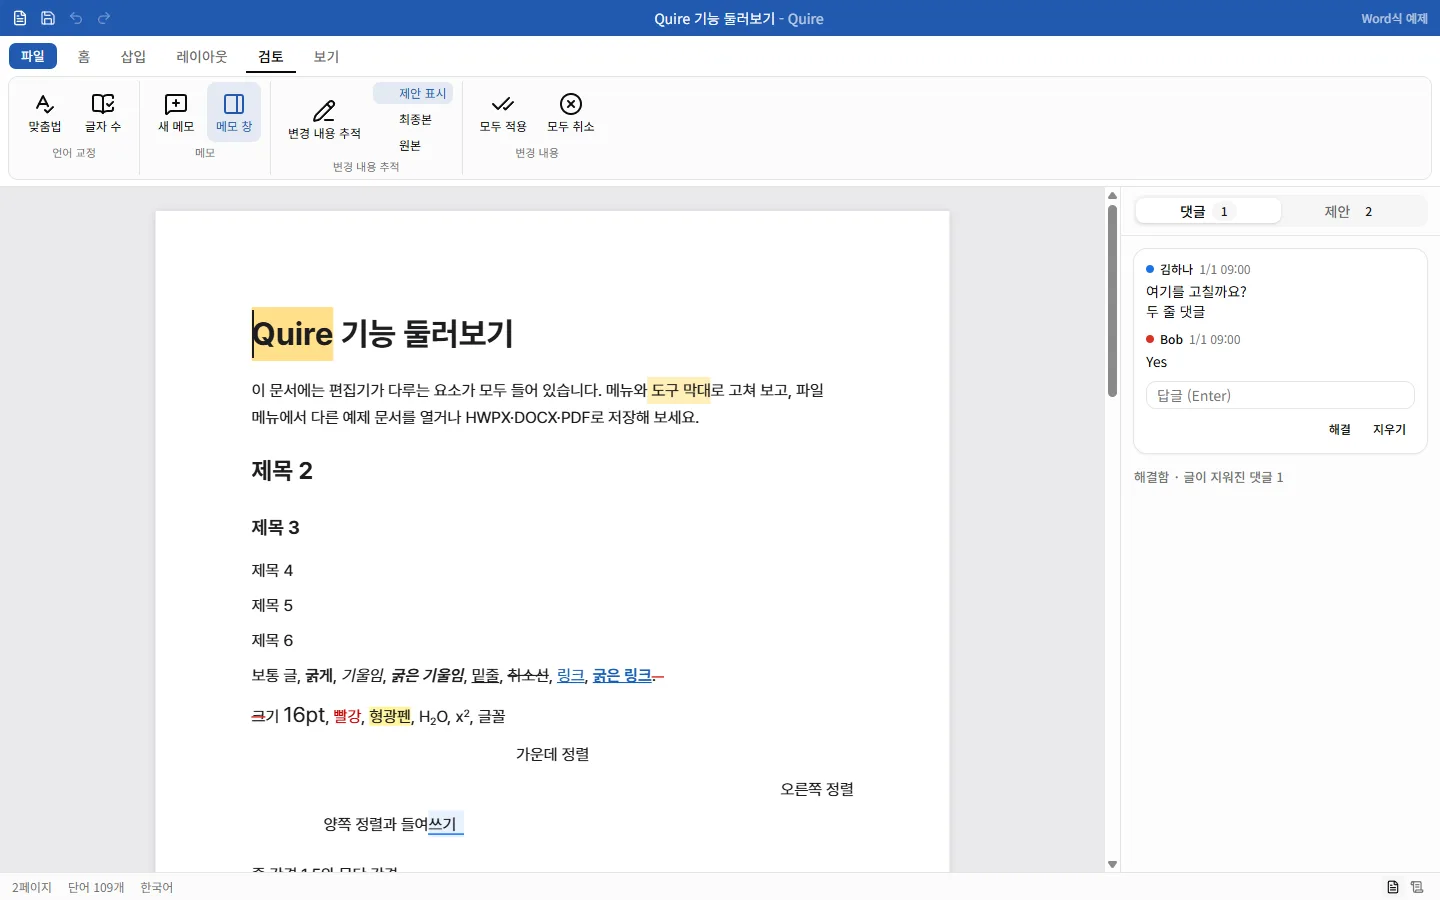 Quire 기능 둘러보기 - Quire
Word식 예제
파일 홈 삽입 레이아웃 검토 보기
맞춤법 글자 수
언어 교정
새 메모 메모 창
메모
변경 내용 추적
제안 표시
최종본
원본
변경 내용 추적
모두 적용 모두 취소
변경 내용
Quire 기능 둘러보기
이 문서에는 편집기가 다루는 요소가 모두 들어 있습니다. 메뉴와 도구 막대로 고쳐 보고, 파일
메뉴에서 다른 예제 문서를 열거나 HWPX·DOCX·PDF로 저장해 보세요.
제목 2
제목 3
제목 4
제목 5
제목 6
보통 글, 굵게, 기울임, 굵은 기울임, 밑줄, 취소선, 링크, 굵은 링크.
크기 16pt, 빨강, 형광펜, H₂O, x², 글꼴
가운데 정렬
오른쪽 정렬
양쪽 정렬과 들여쓰기
댓글 1 제안 2
김하나 1/1 09:00
여기를 고칠까요?
두 줄 댓글
Bob 1/1 09:00
Yes
답글 (Enter)
해결 지우기
해결함 · 글이 지워진 댓글 1
2페이지 단어 109개 한국어